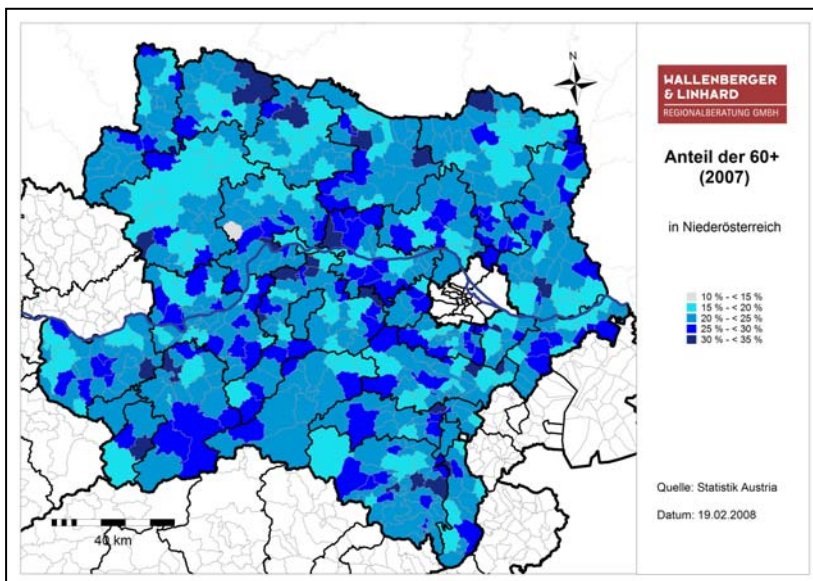 N
40 km
WALLENBERGER
& LINHARD
REGIONALBERATUNG GMBH
Anteil der 60+
(2007)
in Niederösterreich
10 % - < 15 %
15 % - < 20 %
20 % - < 25 %
25 % - < 30 %
30 % - < 35 %
Quelle: Statistik Austria
Datum: 19.02.2008